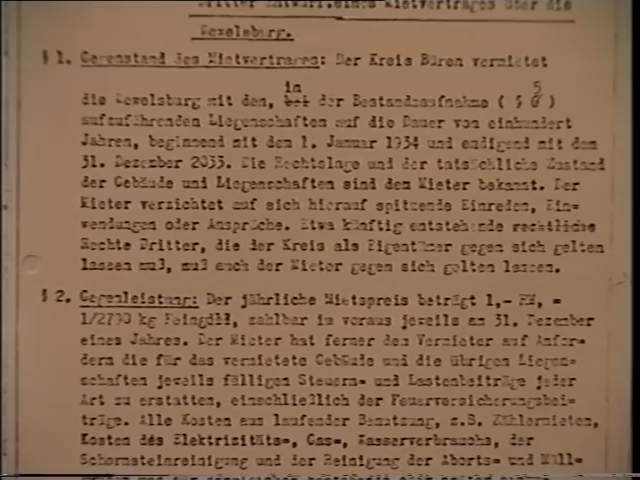 Dritter Entwurf eines Mietvertrages über die
Wewelsburg.
§ 1. Gegenstand des Mietvertrages: Der Kreis Büren vermietet
in 5
die Wewelsburg mit den, bei der Bestandsaufnahme ( § 6 )
aufzuführenden Liegenschaften auf die Dauer von einhundert
Jahren, beginnend mit dem 1. Januar 1934 und endigend mit dem
31. Dezember 2033. Die Rechtslage und der tatsächliche Zustand
der Gebäude und Liegenschaften sind dem Mieter bekannt. Der
Mieter verzichtet auf sich hierauf spitzende Einreden, Ein-
wendungen oder Ansprüche. Etwa künftig entstehende rechtliche
Rechte Dritter, die der Kreis als Eigentümer gegen sich gelten
lassen muß, muß auch der Mieter gegen sich gelten lassen.
§ 2. Gegenleistung: Der jährliche Mietspreis beträgt 1,- RM, =
1/2790 kg Feingold, zahlbar im voraus jeweils am 31. Dezember
eines Jahres. Der Mieter hat ferner dem Vermieter auf Anfor-
dern die für das vermietete Gebäude und die übrigen Liegen-
schaften jeweils fälligen Steuern- und Lastenbeiträge jeder
Art zu erstatten, einschließlich der Feuerversicherungsbei-
träge. Alle Kosten aus laufender Benutzung, z.B. Zählermieten,
Kosten des Elektrizitäts-, Gas-, Wasserverbrauchs, der
Schornsteinreinigung und der Reinigung der Aborts- und Müll-